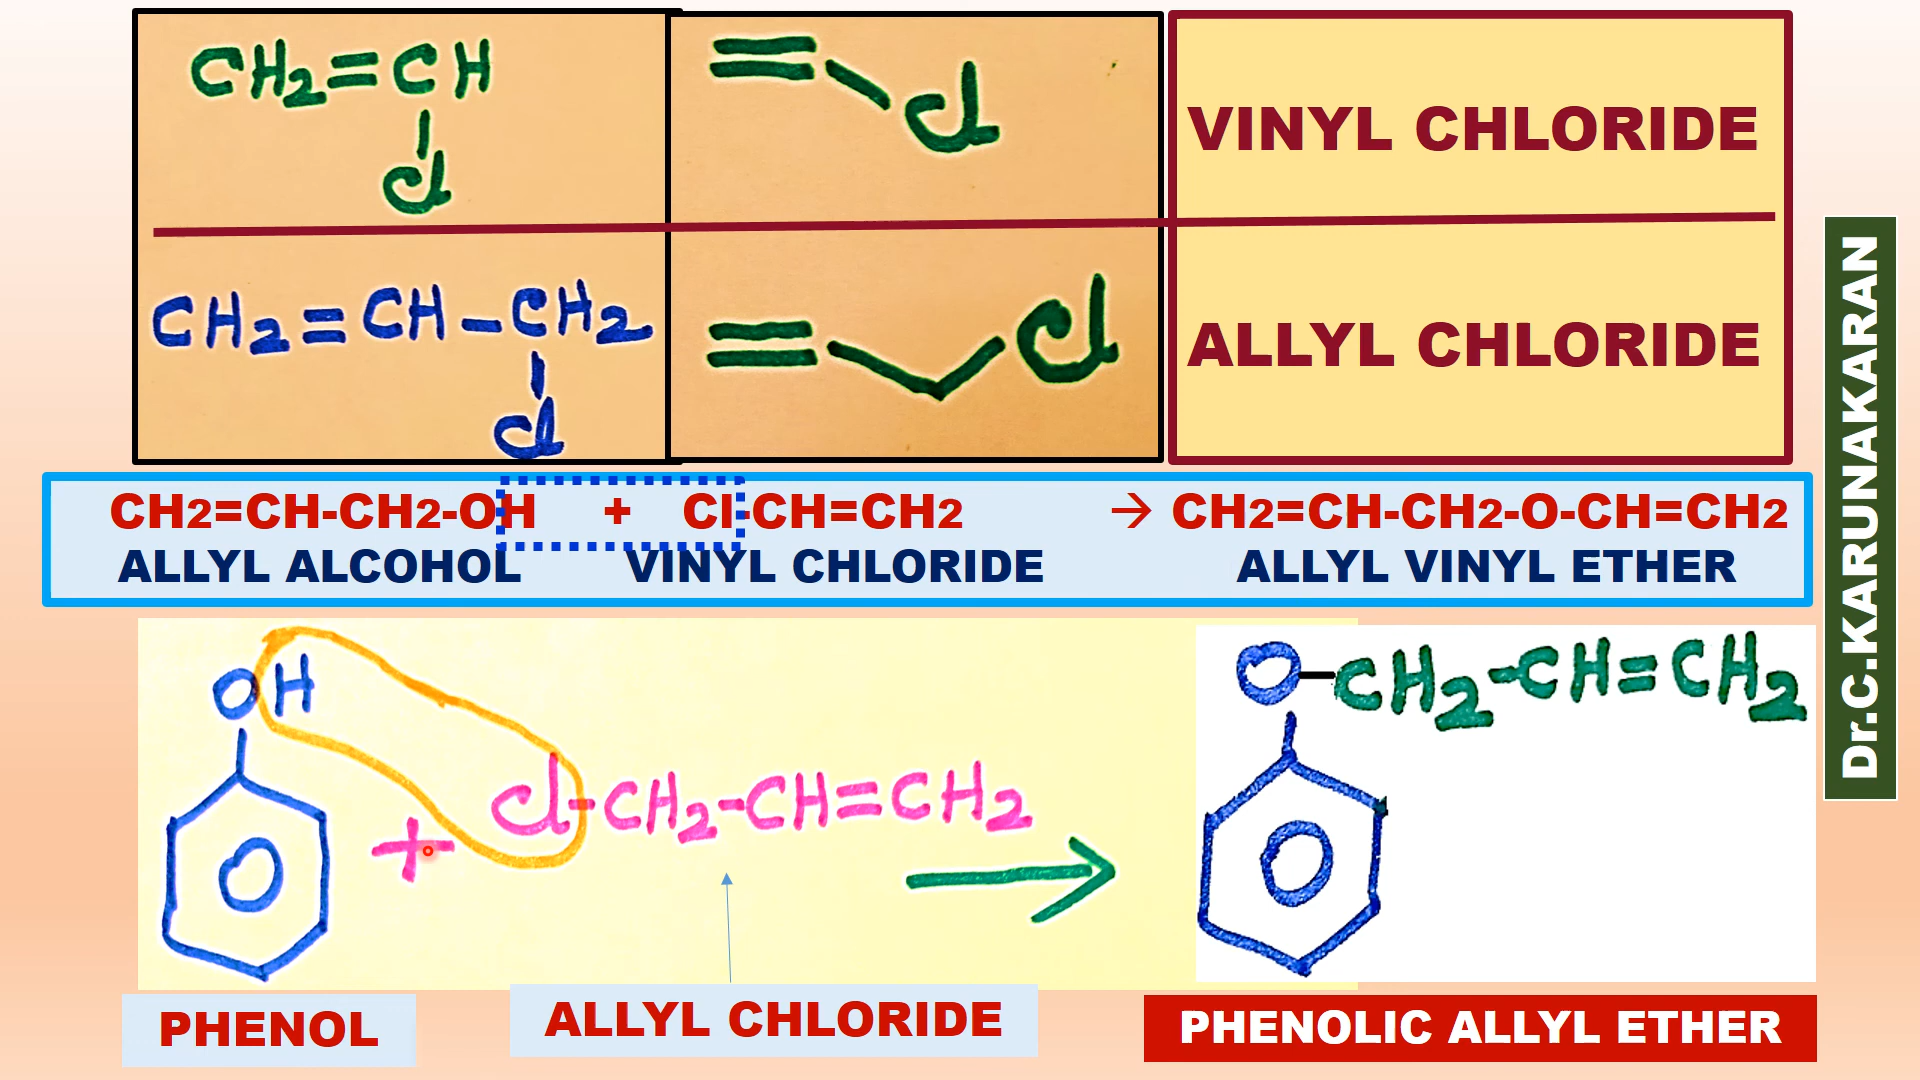 CH2=CH
Cl
Cl
VINYL CHLORIDE
CH2=CH-CH2
Cl
Cl
ALLYL CHLORIDE
CH2=CH-CH2-OH + Cl-CH=CH2 → CH2=CH-CH2-O-CH=CH2
ALLYL ALCOHOL VINYL CHLORIDE ALLYL VINYL ETHER
OH
+ Cl-CH2-CH=CH2
O-CH2-CH=CH2
PHENOL
ALLYL CHLORIDE
PHENOLIC ALLYL ETHER
Dr.C.KARUNAKARAN